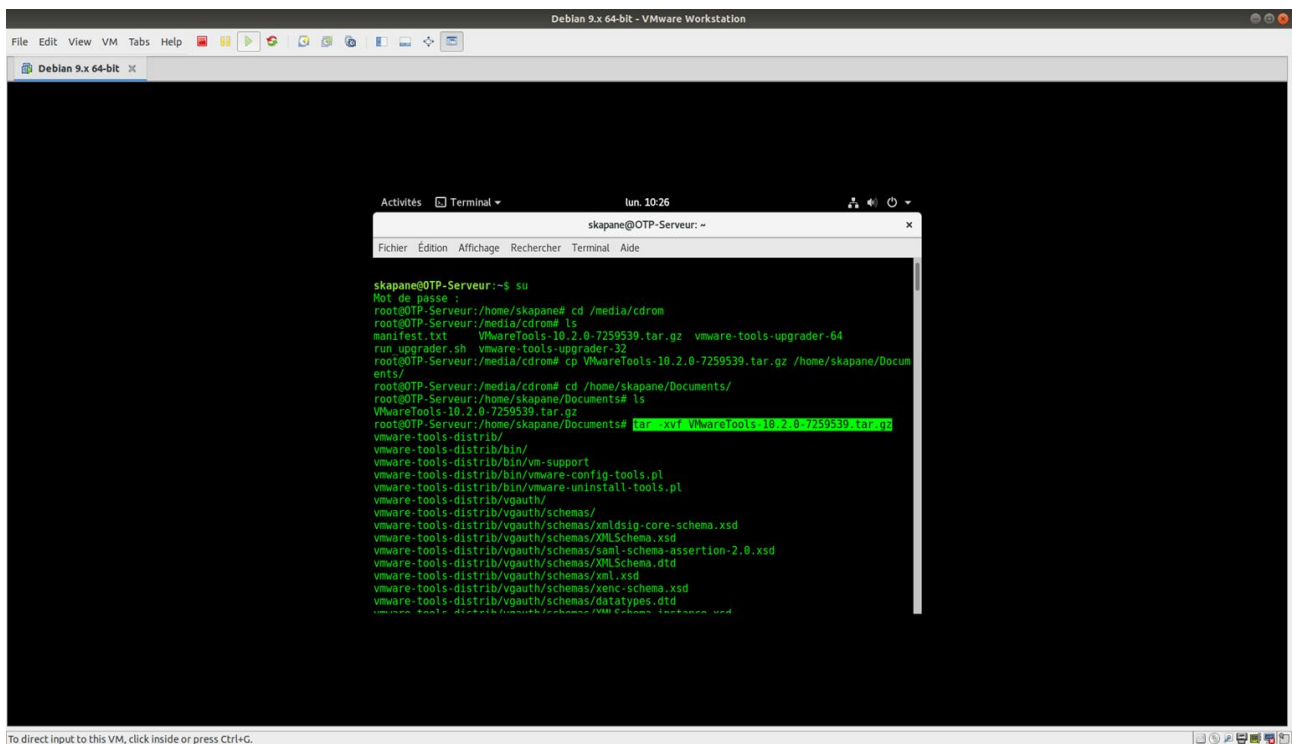 Debian 9.x 64-bit - VMware Workstation
File Edit View VM Tabs Help
Debian 9.x 64-bit
Activités Terminal lun. 10:26
skapane@OTP-Serveur: ~
Fichier Édition Affichage Rechercher Terminal Aide
skapane@OTP-Serveur:~$ su
Mot de passe :
root@OTP-Serveur:/home/skapane# cd /media/cdrom
root@OTP-Serveur:/media/cdrom# ls
manifest.txt VMwareTools-10.2.0-7259539.tar.gz vmware-tools-upgrader-64
run_upgrader.sh vmware-tools-upgrader-32
root@OTP-Serveur:/media/cdrom# cp VMwareTools-10.2.0-7259539.tar.gz /home/skapane/Docum
ents/
root@OTP-Serveur:/media/cdrom# cd /home/skapane/Documents/
root@OTP-Serveur:/home/skapane/Documents# ls
VMwareTools-10.2.0-7259539.tar.gz
root@OTP-Serveur:/home/skapane/Documents# tar -xvf VMwareTools-10.2.0-7259539.tar.gz
vmware-tools-distrib/
vmware-tools-distrib/bin/
vmware-tools-distrib/bin/vm-support
vmware-tools-distrib/bin/vmware-config-tools.pl
vmware-tools-distrib/bin/vmware-uninstall-tools.pl
vmware-tools-distrib/vgauth/
vmware-tools-distrib/vgauth/schemas/
vmware-tools-distrib/vgauth/schemas/xmldsig-core-schema.xsd
vmware-tools-distrib/vgauth/schemas/XMLSchema.xsd
vmware-tools-distrib/vgauth/schemas/saml-schema-assertion-2.0.xsd
vmware-tools-distrib/vgauth/schemas/XMLSchema.dtd
vmware-tools-distrib/vgauth/schemas/xml.xsd
vmware-tools-distrib/vgauth/schemas/xenc-schema.xsd
vmware-tools-distrib/vgauth/schemas/datatypes.dtd
vmware-tools-distrib/vgauth/schemas/XMLSchema-instance.xsd
To direct input to this VM, click inside or press Ctrl+G.